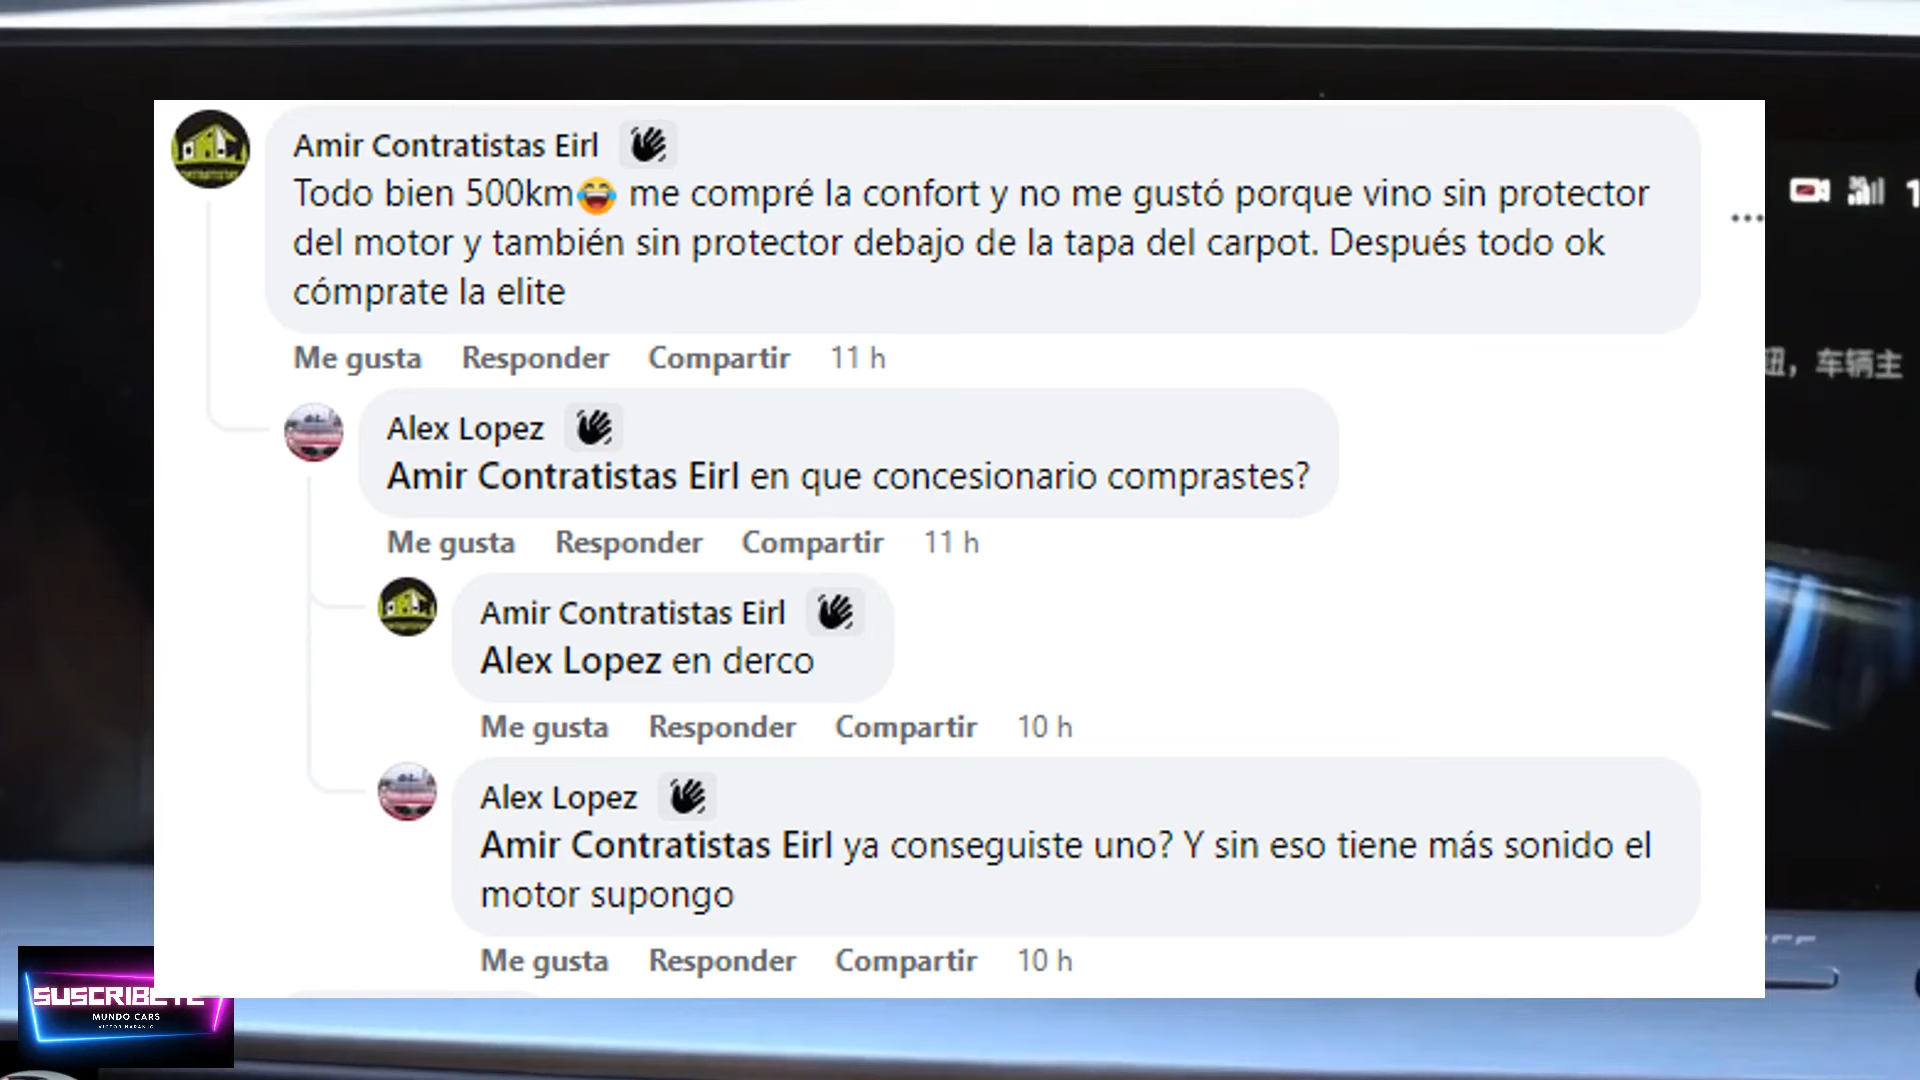 Amir Contratistas Eirl
Todo bien 500km😂 me compré la confort y no me gustó porque vino sin protector
del motor y también sin protector debajo de la tapa del carpot. Después todo ok
cómprate la elite
Me gusta Responder Compartir 11 h
Alex Lopez
Amir Contratistas Eirl en que concesionario comprastes?
Me gusta Responder Compartir 11 h
Amir Contratistas Eirl
Alex Lopez en derco
Me gusta Responder Compartir 10 h
Alex Lopez
Amir Contratistas Eirl ya conseguiste uno? Y sin eso tiene más sonido el
motor supongo
Me gusta Responder Compartir 10 h
，车辆主
SUSCRIBETE
MUNDO CARS
VICTOR NARANJO